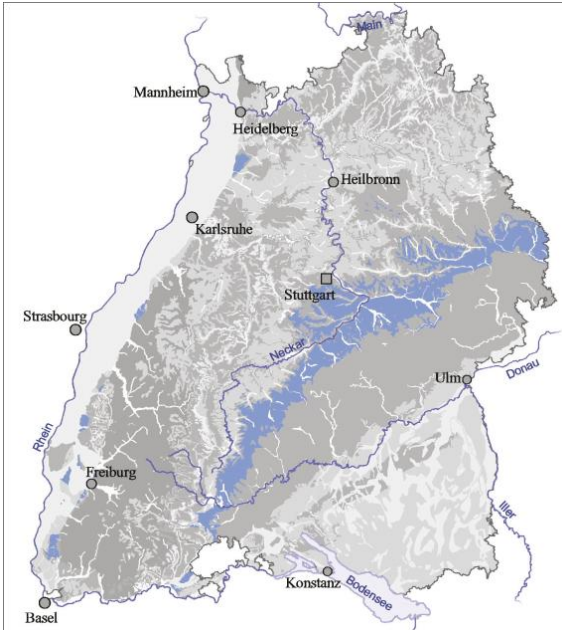 Main
Mannheim
Heidelberg
Heilbronn
Karlsruhe
Stuttgart
Strasbourg
Neckar
Donau
Ulm
Rhein
Freiburg
Iller
Konstanz
Bodensee
Basel